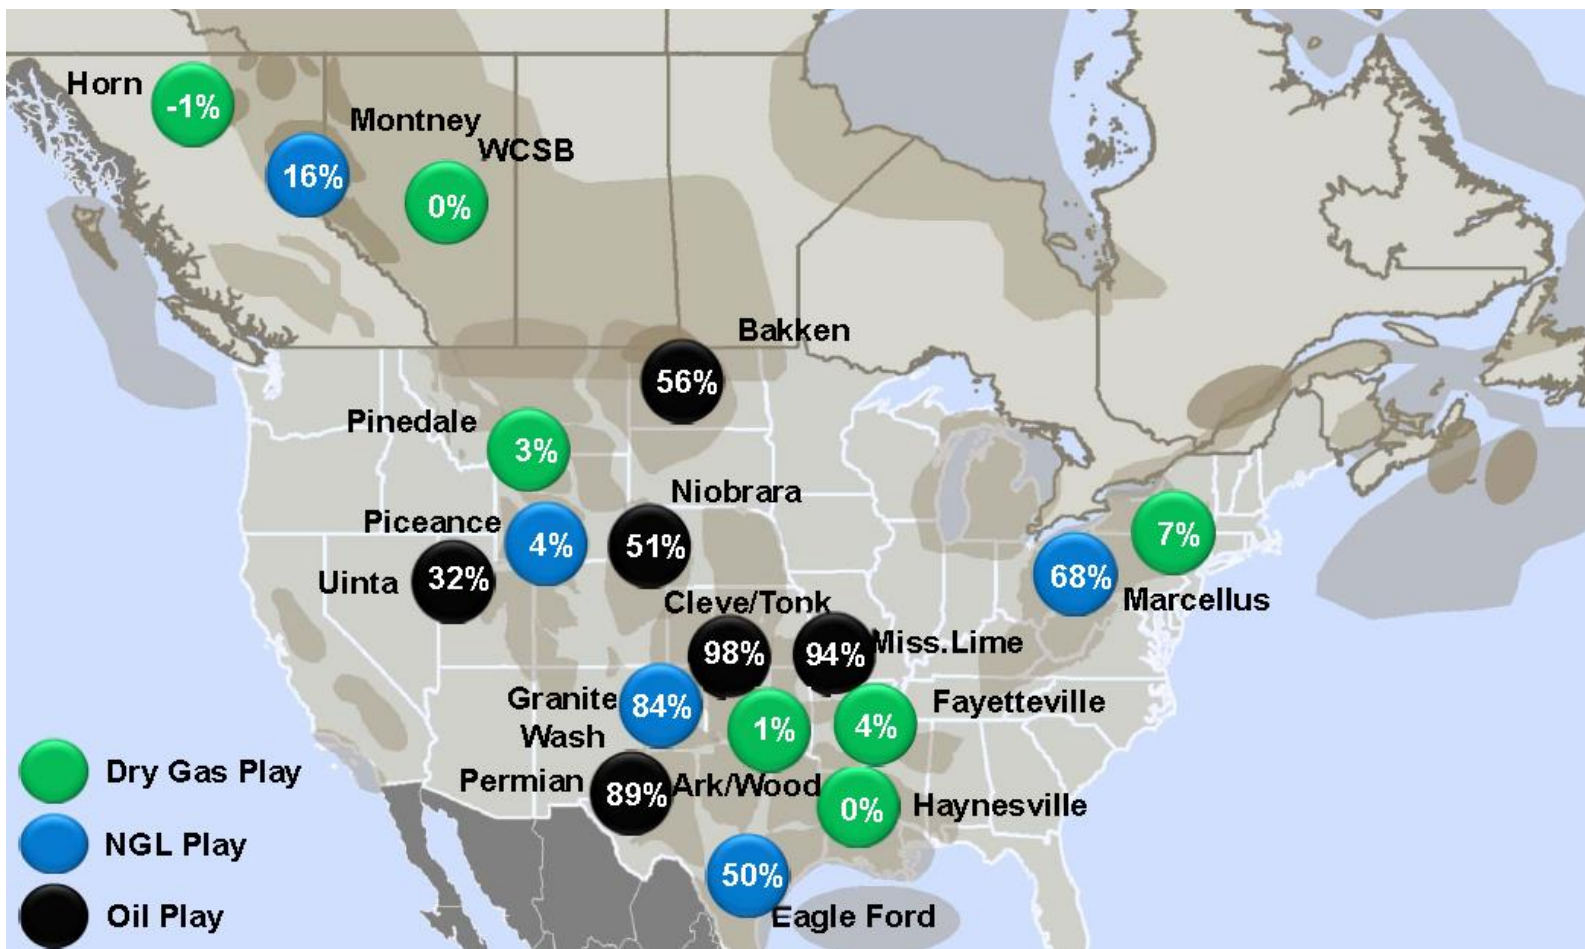 Horn
-1%
Montney
WCSB
16%
0%
Bakken
56%
Pinedale
3%
Niobrara
Piceance
4%
51%
7%
Uinta
32%
68%
Marcellus
Cleve/Tonk
98%
94%
Miss.Lime
Granite
Wash
84%
1%
4%
Fayetteville
Dry Gas Play
Permian
89%
Ark/Wood
0%
Haynesville
NGL Play
50%
Eagle Ford
Oil Play